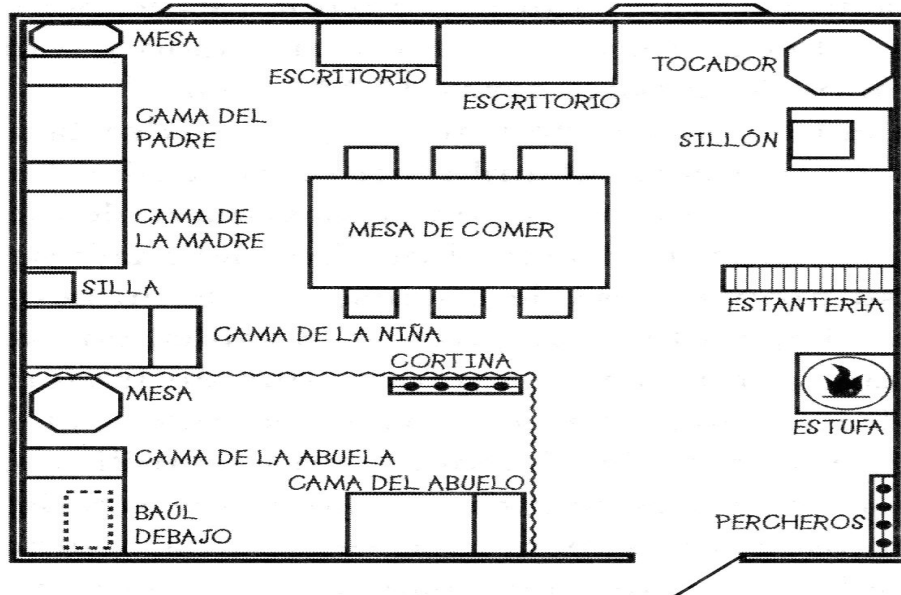 MESA
ESCRITORIO
ESCRITORIO
TOCADOR
CAMA DEL
PADRE
SILLÓN
CAMA DE
LA MADRE
MESA DE COMER
SILLA
ESTANTERÍA
CAMA DE LA NIÑA
CORTINA
MESA
ESTUFA
CAMA DE LA ABUELA
CAMA DEL ABUELO
BAÚL
DEBAJO
PERCHEROS